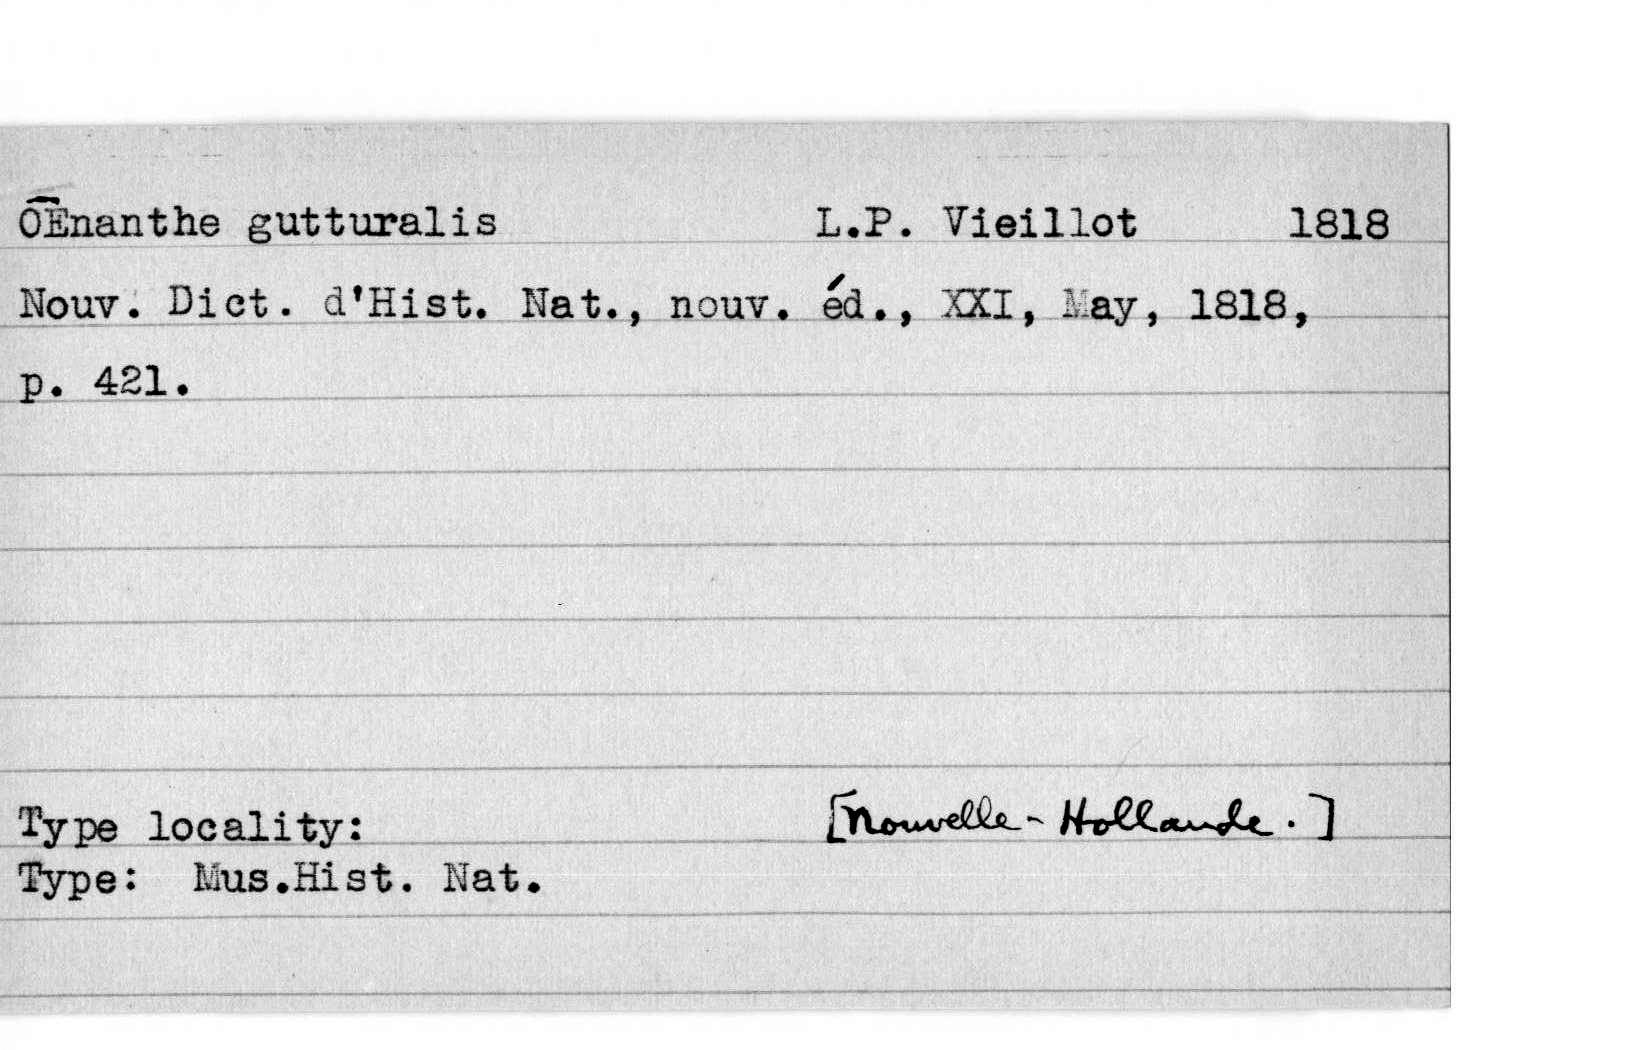 OEnanthe gutturalis L.P. Vieillot 1818
Nouv. Dict. d'Hist. Nat., nouv. éd., XXI, May, 1818,
p. 421.
Type locality: [Nouvelle-Hollande.]
Type: Mus.Hist. Nat.